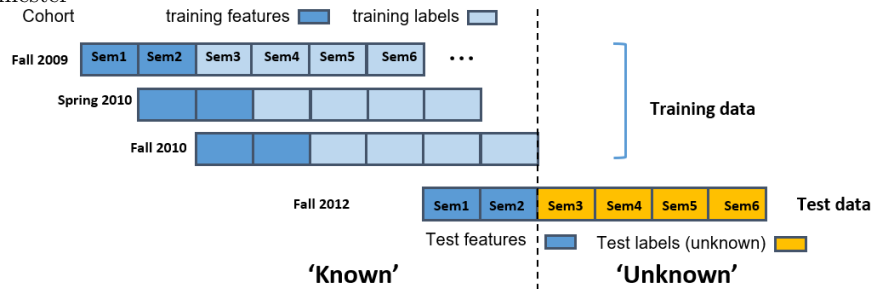 Cohort training features training labels
Fall 2009 Sem1 Sem2 Sem3 Sem4 Sem5 Sem6 ...
Spring 2010
Training data
Fall 2010
Fall 2012 Sem1 Sem2 Sem3 Sem4 Sem5 Sem6 Test data
Test features Test labels (unknown)
‘Known’ ‘Unknown’